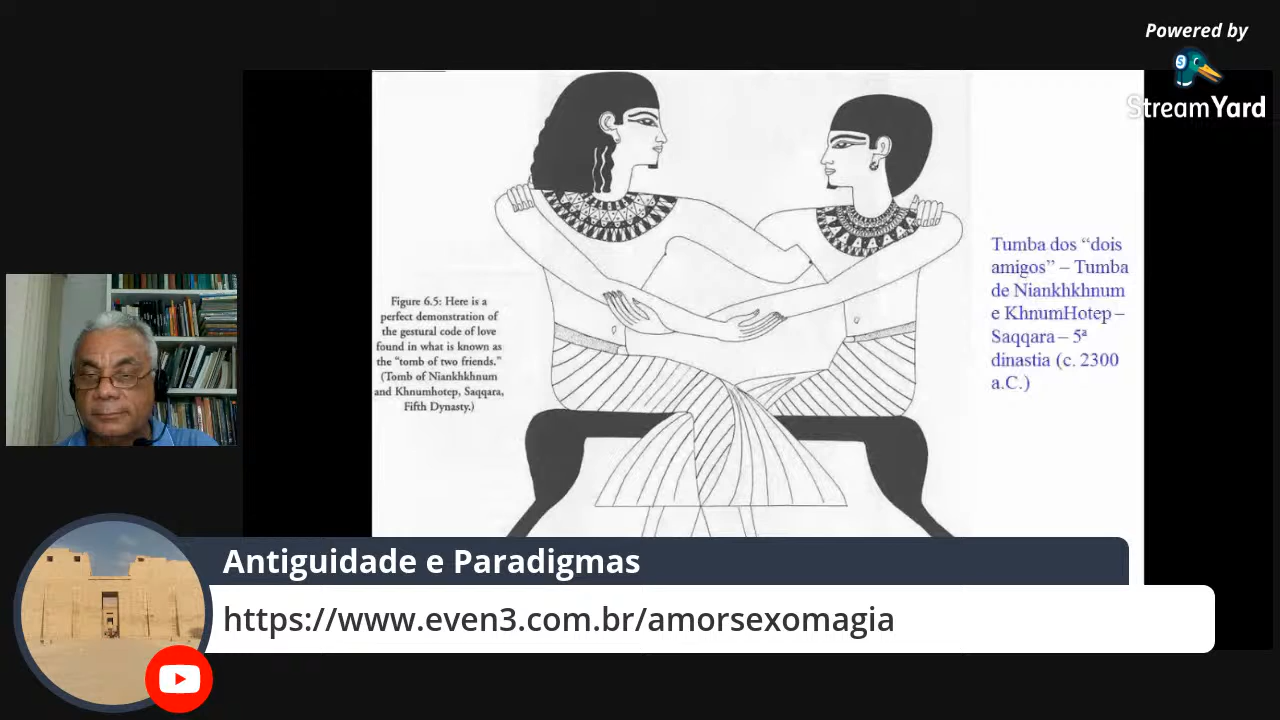 Powered by
StreamYard
Figure 6.5: Here is a
perfect demonstration of
the gestural code of love
found in what is known as
the “tomb of two friends.”
(Tomb of Niankhkhnum
and Khnumhotep, Saqqara,
Fifth Dynasty.)
Tumba dos “dois
amigos” – Tumba
de Niankhkhnum
e KhnumHotep –
Saqqara – 5ª
dinastia (c. 2300
a.C.)
Antiguidade e Paradigmas
https://www.even3.com.br/amorsexomagia